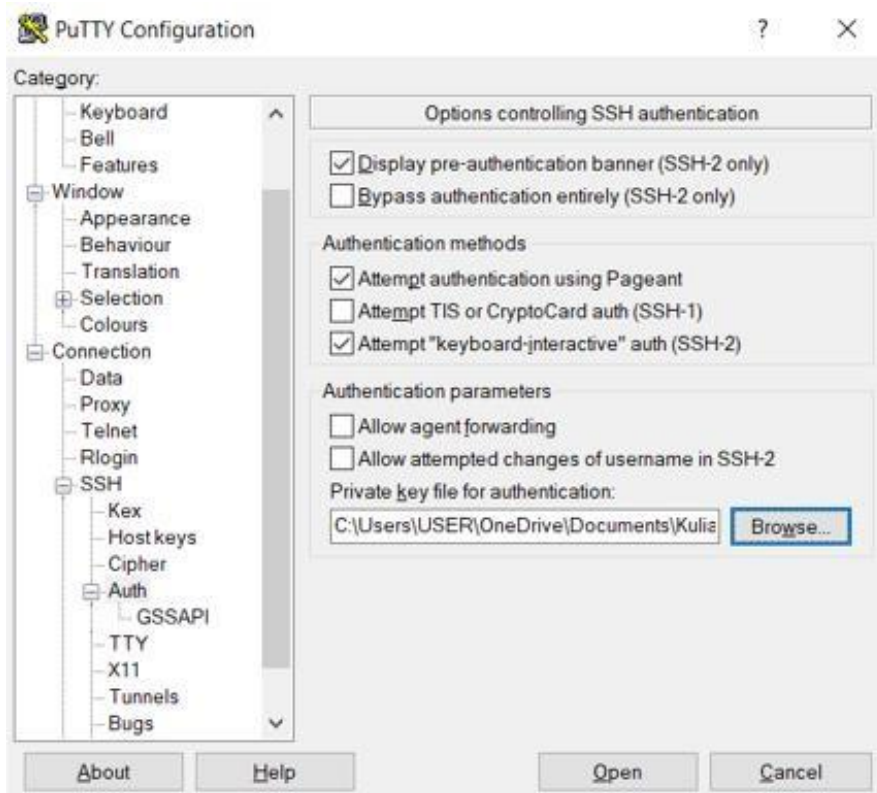 PuTTY Configuration
?
Category:
Keyboard
Bell
Features
Window
Appearance
Behaviour
Translation
Selection
Colours
Connection
Data
Proxy
Telnet
Rlogin
SSH
Kex
Host keys
Cipher
Auth
GSSAPI
TTY
X11
Tunnels
Bugs
Options controlling SSH authentication
Display pre-authentication banner (SSH-2 only)
Bypass authentication entirely (SSH-2 only)
Authentication methods
Attempt authentication using Pageant
Attempt TIS or CryptoCard auth (SSH-1)
Attempt "keyboard-interactive" auth (SSH-2)
Authentication parameters
Allow agent forwarding
Allow attempted changes of username in SSH-2
Private key file for authentication:
C:\Users\USER\OneDrive\Documents\Kulia
Browse...
About
Help
Open
Cancel